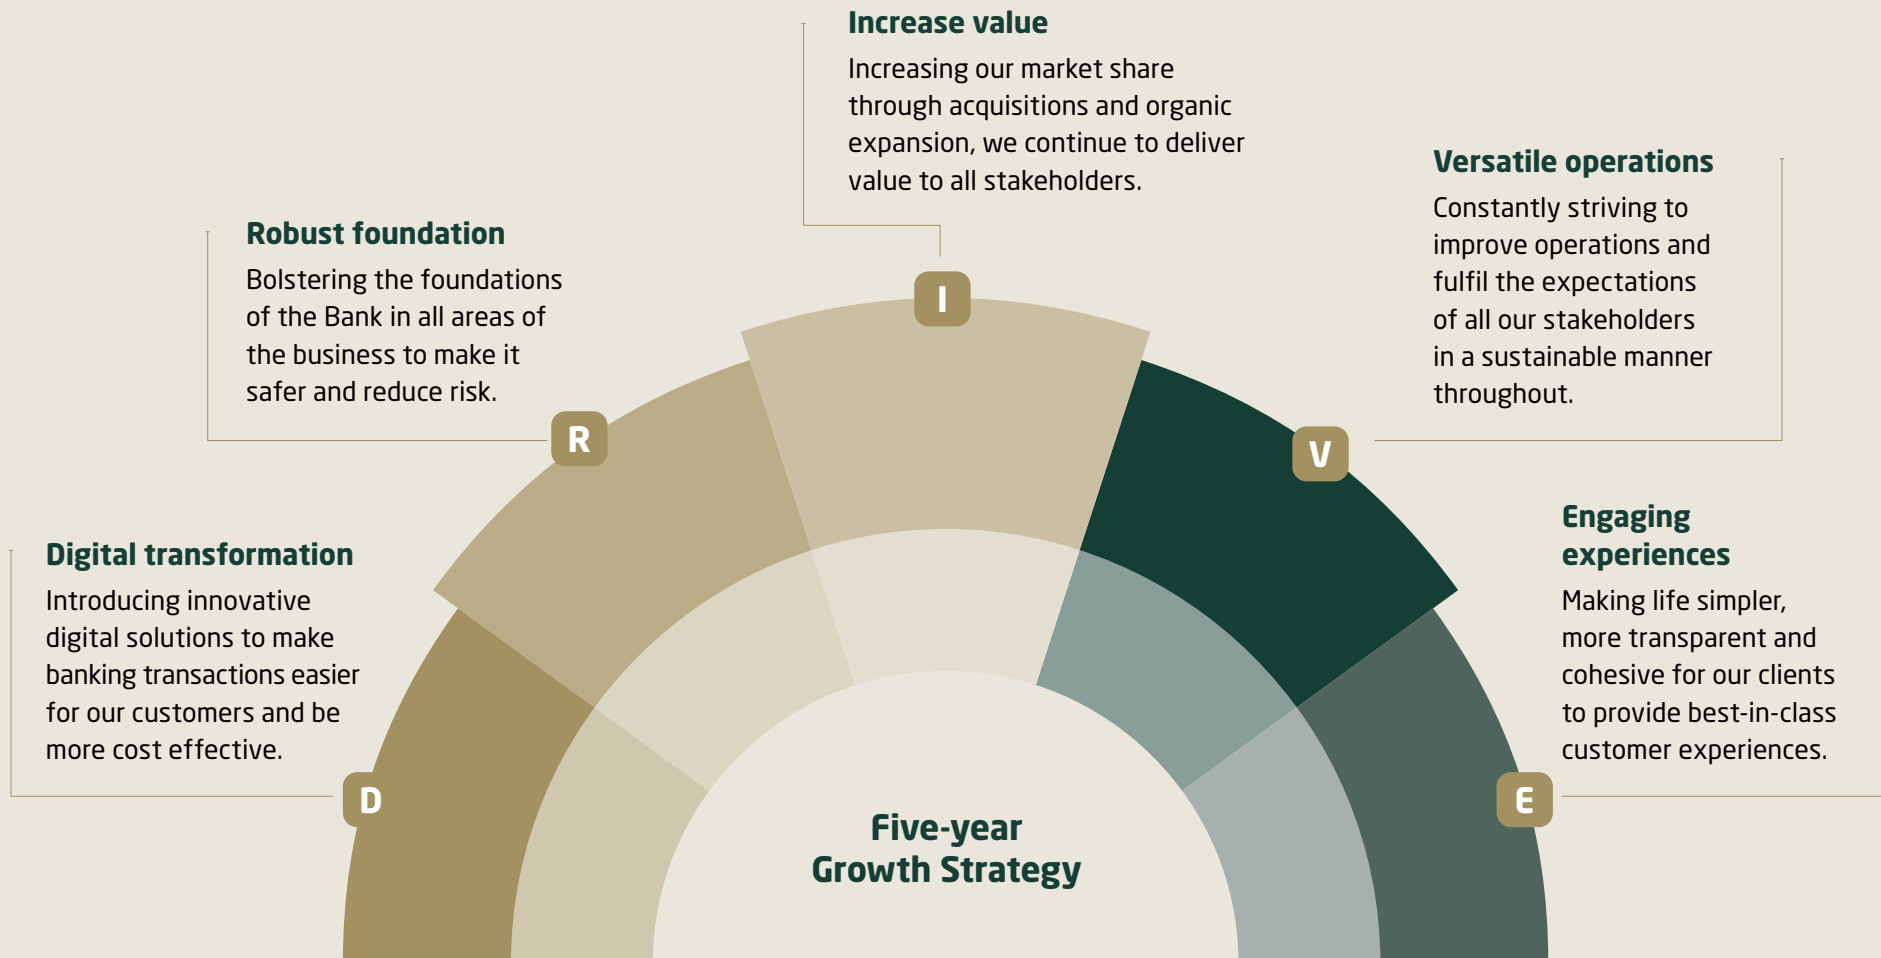 Increase value
Increasing our market share
through acquisitions and organic
expansion, we continue to deliver
value to all stakeholders.
Versatile operations
Constantly striving to
improve operations and
fulfil the expectations
of all our stakeholders
in a sustainable manner
throughout.
Robust foundation
Bolstering the foundations
of the Bank in all areas of
the business to make it
safer and reduce risk.
I
R
V
Engaging
experiences
Making life simpler,
more transparent and
cohesive for our clients
to provide best-in-class
customer experiences.
Digital transformation
Introducing innovative
digital solutions to make
banking transactions easier
for our customers and be
more cost effective.
D
E
Five-year
Growth Strategy